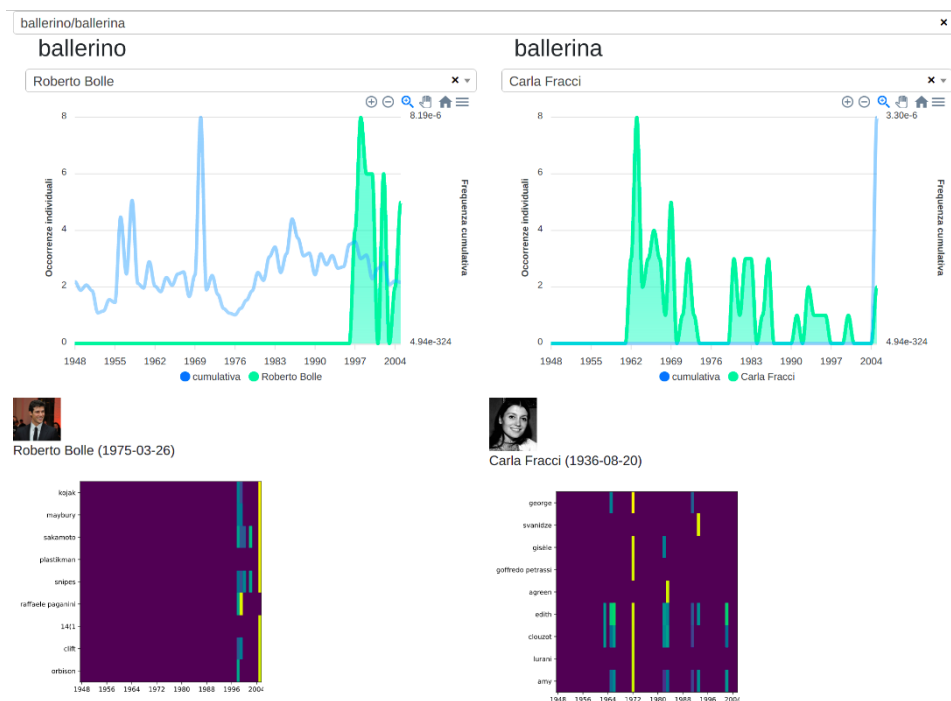 ballerino/ballerina ×
ballerino
Roberto Bolle ×
8
6
4
2
0
Occorrenze individuali
8.19e-6
4.94e-324
Frequenza cumulativa
1948 1955 1962 1969 1976 1983 1990 1997 2004
cumulativa Roberto Bolle
Roberto Bolle (1975-03-26)
kojak
maybury
sakamoto
plastikman
snipes
raffaele paganini
14(1
clift
orbison
1948 1956 1964 1972 1980 1988 1996 2004
ballerina
Carla Fracci ×
8
6
4
2
0
Occorrenze individuali
3.30e-6
4.94e-324
Frequenza cumulativa
1948 1955 1962 1969 1976 1983 1990 1997 2004
cumulativa Carla Fracci
Carla Fracci (1936-08-20)
george
svanidze
gisèle
goffredo petrassi
agreen
edith
clouzot
lurani
amy
1948 1956 1964 1972 1980 1988 1996 2004